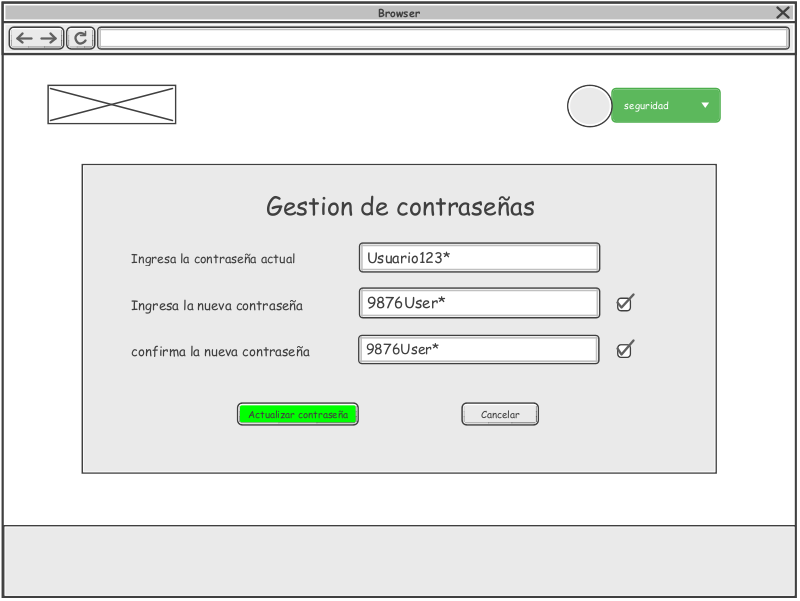 Browser
seguridad
Gestion de contraseñas
Ingresa la contraseña actual
Usuario123*
Ingresa la nueva contraseña
9876User*
confirma la nueva contraseña
9876User*
Actualizar contraseña
Cancelar